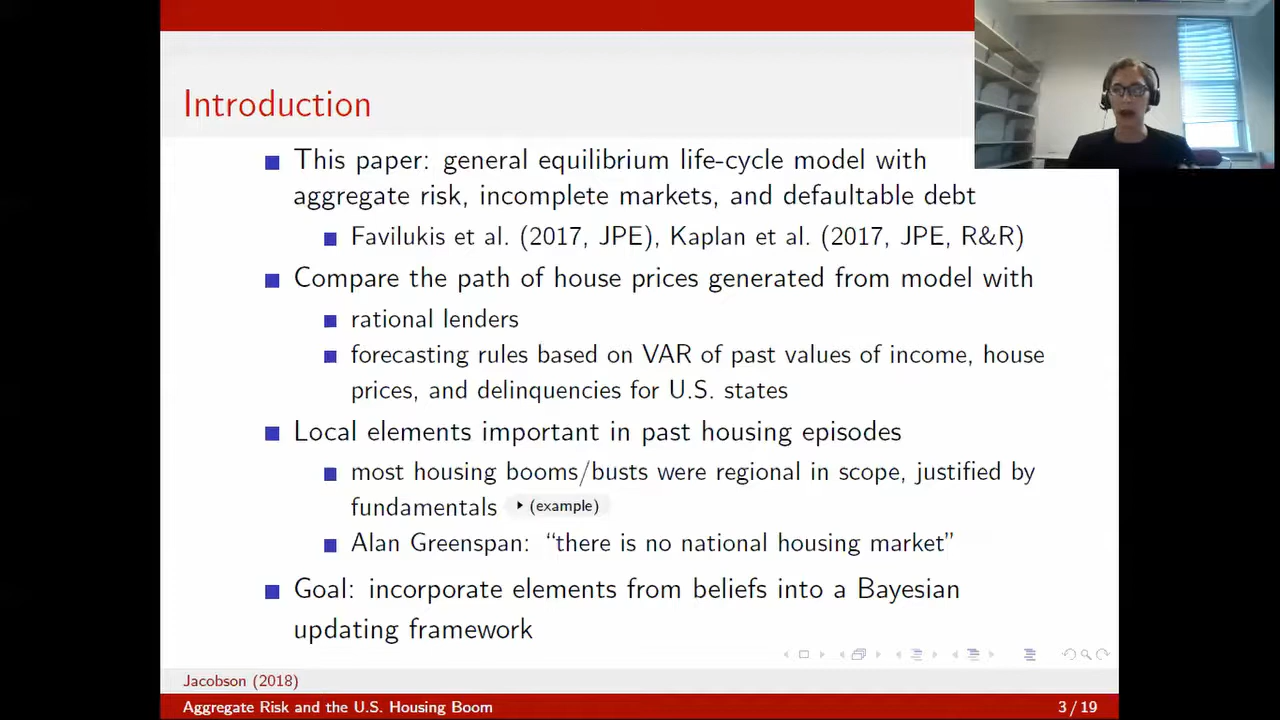 Introduction
This paper: general equilibrium life-cycle model with
aggregate risk, incomplete markets, and defaultable debt
Favilukis et al. (2017, JPE), Kaplan et al. (2017, JPE, R&R)
Compare the path of house prices generated from model with
rational lenders
forecasting rules based on VAR of past values of income, house
prices, and delinquencies for U.S. states
Local elements important in past housing episodes
most housing booms/busts were regional in scope, justified by
fundamentals (example)
Alan Greenspan: “there is no national housing market”
Goal: incorporate elements from beliefs into a Bayesian
updating framework
Jacobson (2018)
Aggregate Risk and the U.S. Housing Boom 3 / 19